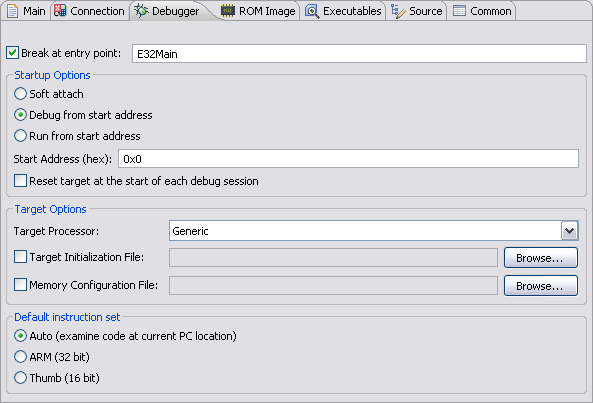 Main Connection Debugger ROM Image Executables Source Common
Break at entry point: E32Main
Startup Options
Soft attach
Debug from start address
Run from start address
Start Address (hex): 0x0
Reset target at the start of each debug session
Target Options
Target Processor: Generic
Target Initialization File: Browse...
Memory Configuration File: Browse...
Default instruction set
Auto (examine code at current PC location)
ARM (32 bit)
Thumb (16 bit)